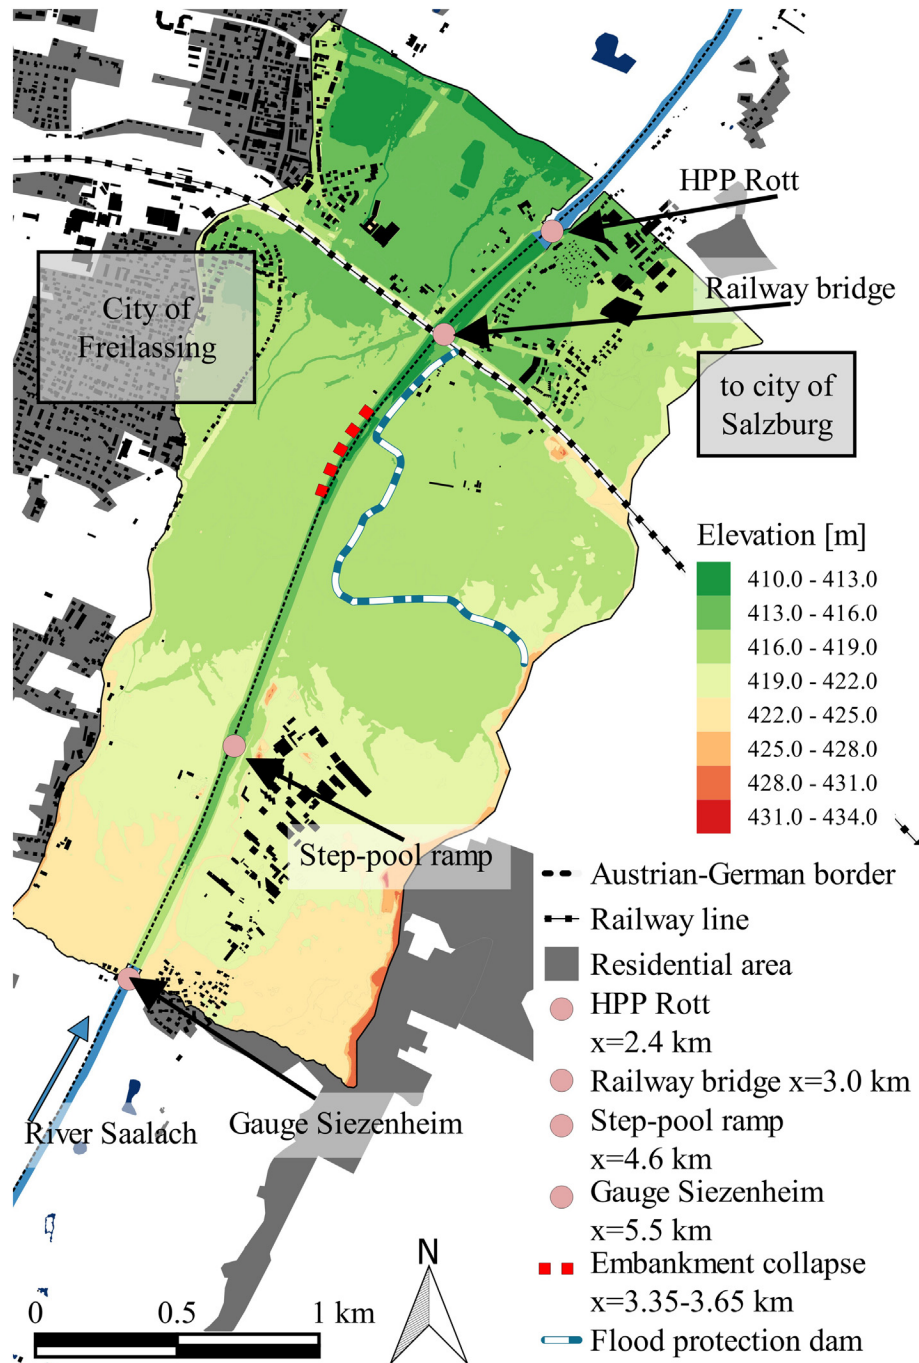 HPP Rott
City of
Freilassing
Railway bridge
to city of
Salzburg
Elevation [m]
410.0 - 413.0
413.0 - 416.0
416.0 - 419.0
419.0 - 422.0
422.0 - 425.0
425.0 - 428.0
428.0 - 431.0
431.0 - 434.0
Step-pool ramp
Austrian-German border
Railway line
Residential area
HPP Rott
x=2.4 km
Railway bridge x=3.0 km
Step-pool ramp
x=4.6 km
Gauge Siezenheim
x=5.5 km
Embankment collapse
x=3.35-3.65 km
Flood protection dam
River Saalach
Gauge Siezenheim
N
0 0.5 1 km